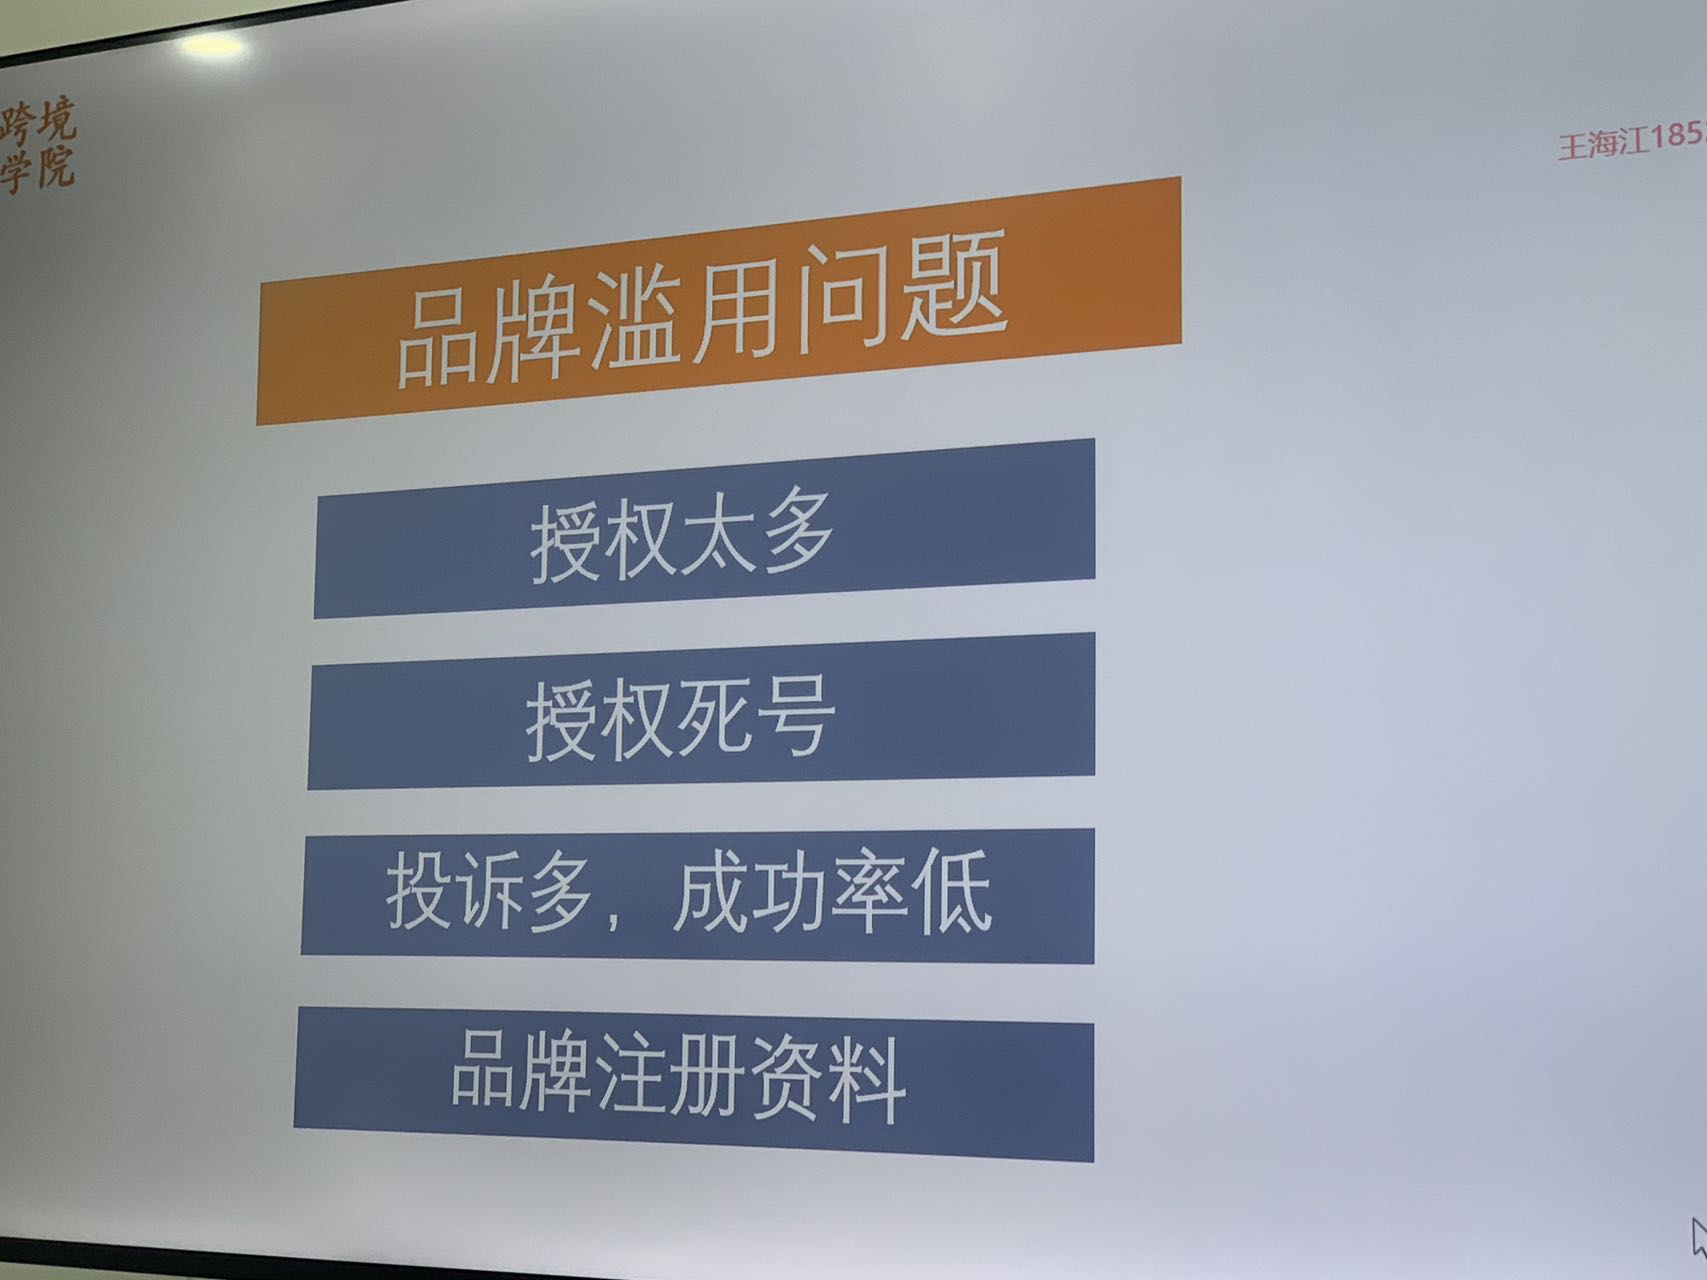 跨境
学院
王海江185
品牌滥用问题
授权太多
授权死号
投诉多，成功率低
品牌注册资料